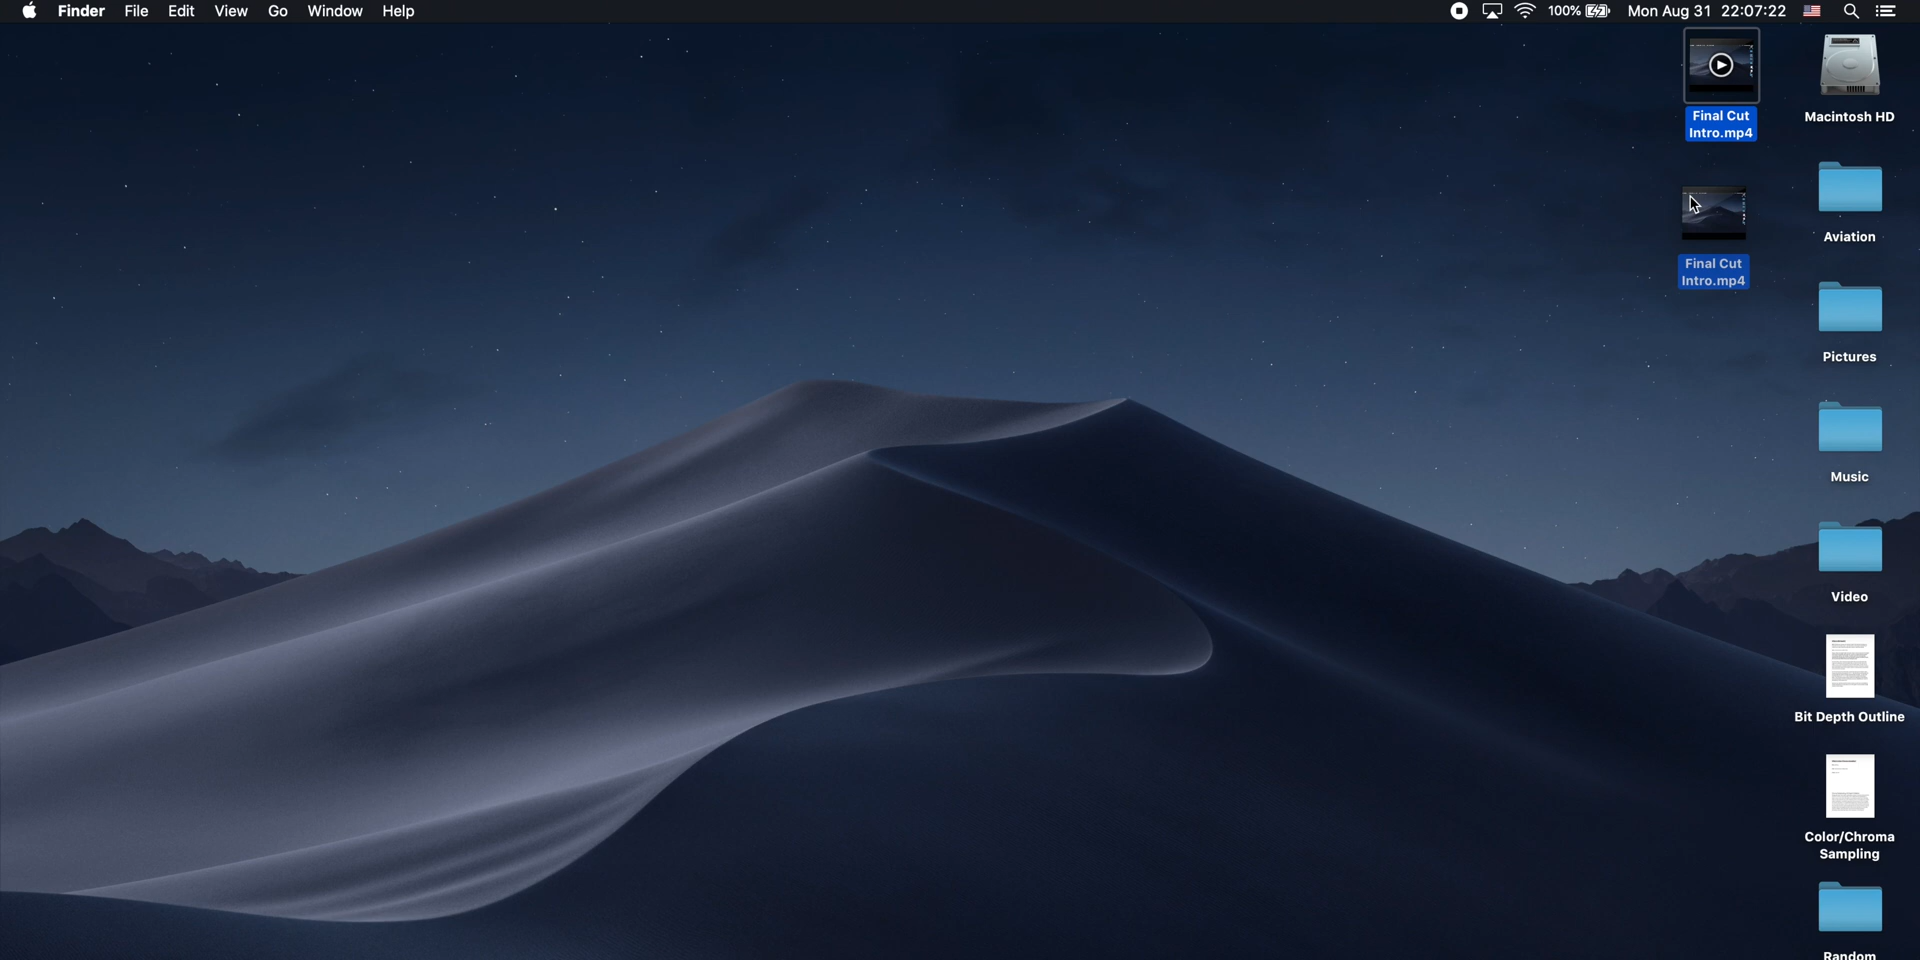 Finder File Edit View Go Window Help 100% Mon Aug 31 22:07:22
Final Cut
Intro.mp4
Macintosh HD
Final Cut
Intro.mp4
Aviation
Pictures
Music
Video
Bit Depth Outline
Color/Chroma
Sampling
Random